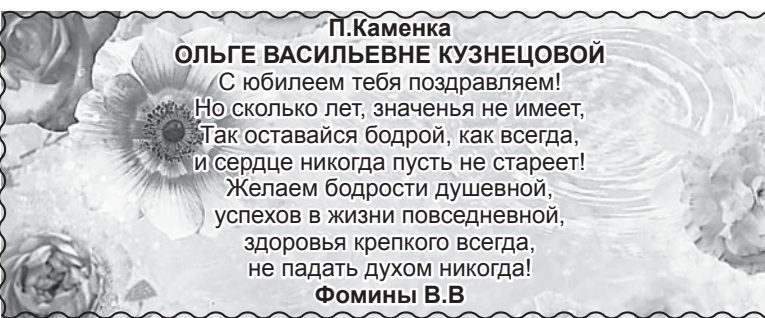 П.Каменка
ОЛЬГЕ ВАСИЛЬЕВНЕ КУЗНЕЦОВОЙ
С юбилеем тебя поздравляем!
Но сколько лет, значенья не имеет,
Так оставайся бодрой, как всегда,
и сердце никогда пусть не стареет!
Желаем бодрости душевной,
успехов в жизни повседневной,
здоровья крепкого всегда,
не падать духом никогда!
Фомины В.В